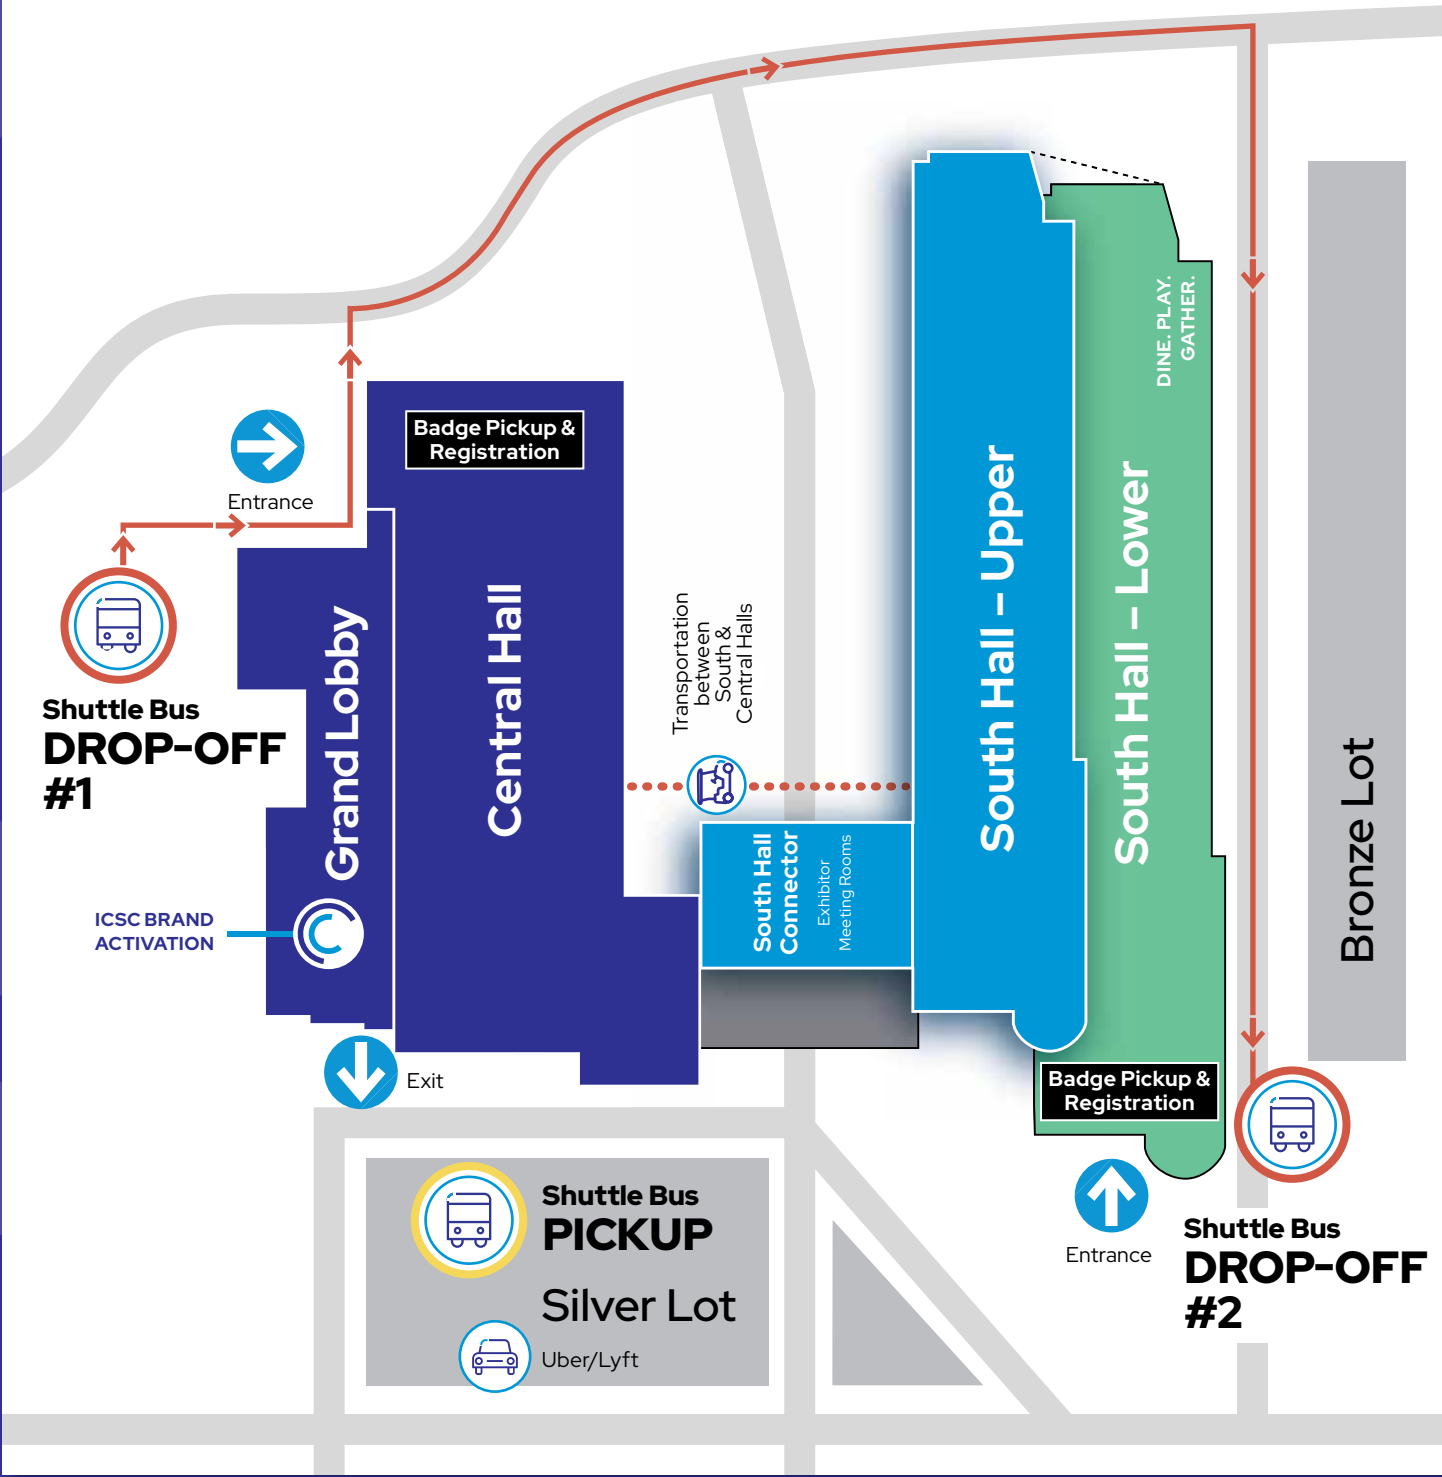 DINE. PLAY.
GATHER.
Badge Pickup &
Registration
Entrance
South Hall – Upper
South Hall – Lower
Grand Lobby
Central Hall
Transportation
between
South &
Central Halls
Shuttle Bus
DROP-OFF
#1
Bronze Lot
South Hall
Connector
Exhibitor
Meeting Rooms
ICSC BRAND
ACTIVATION
Exit
Badge Pickup &
Registration
Shuttle Bus
PICKUP
Silver Lot
Uber/Lyft
Entrance
Shuttle Bus
DROP-OFF
#2